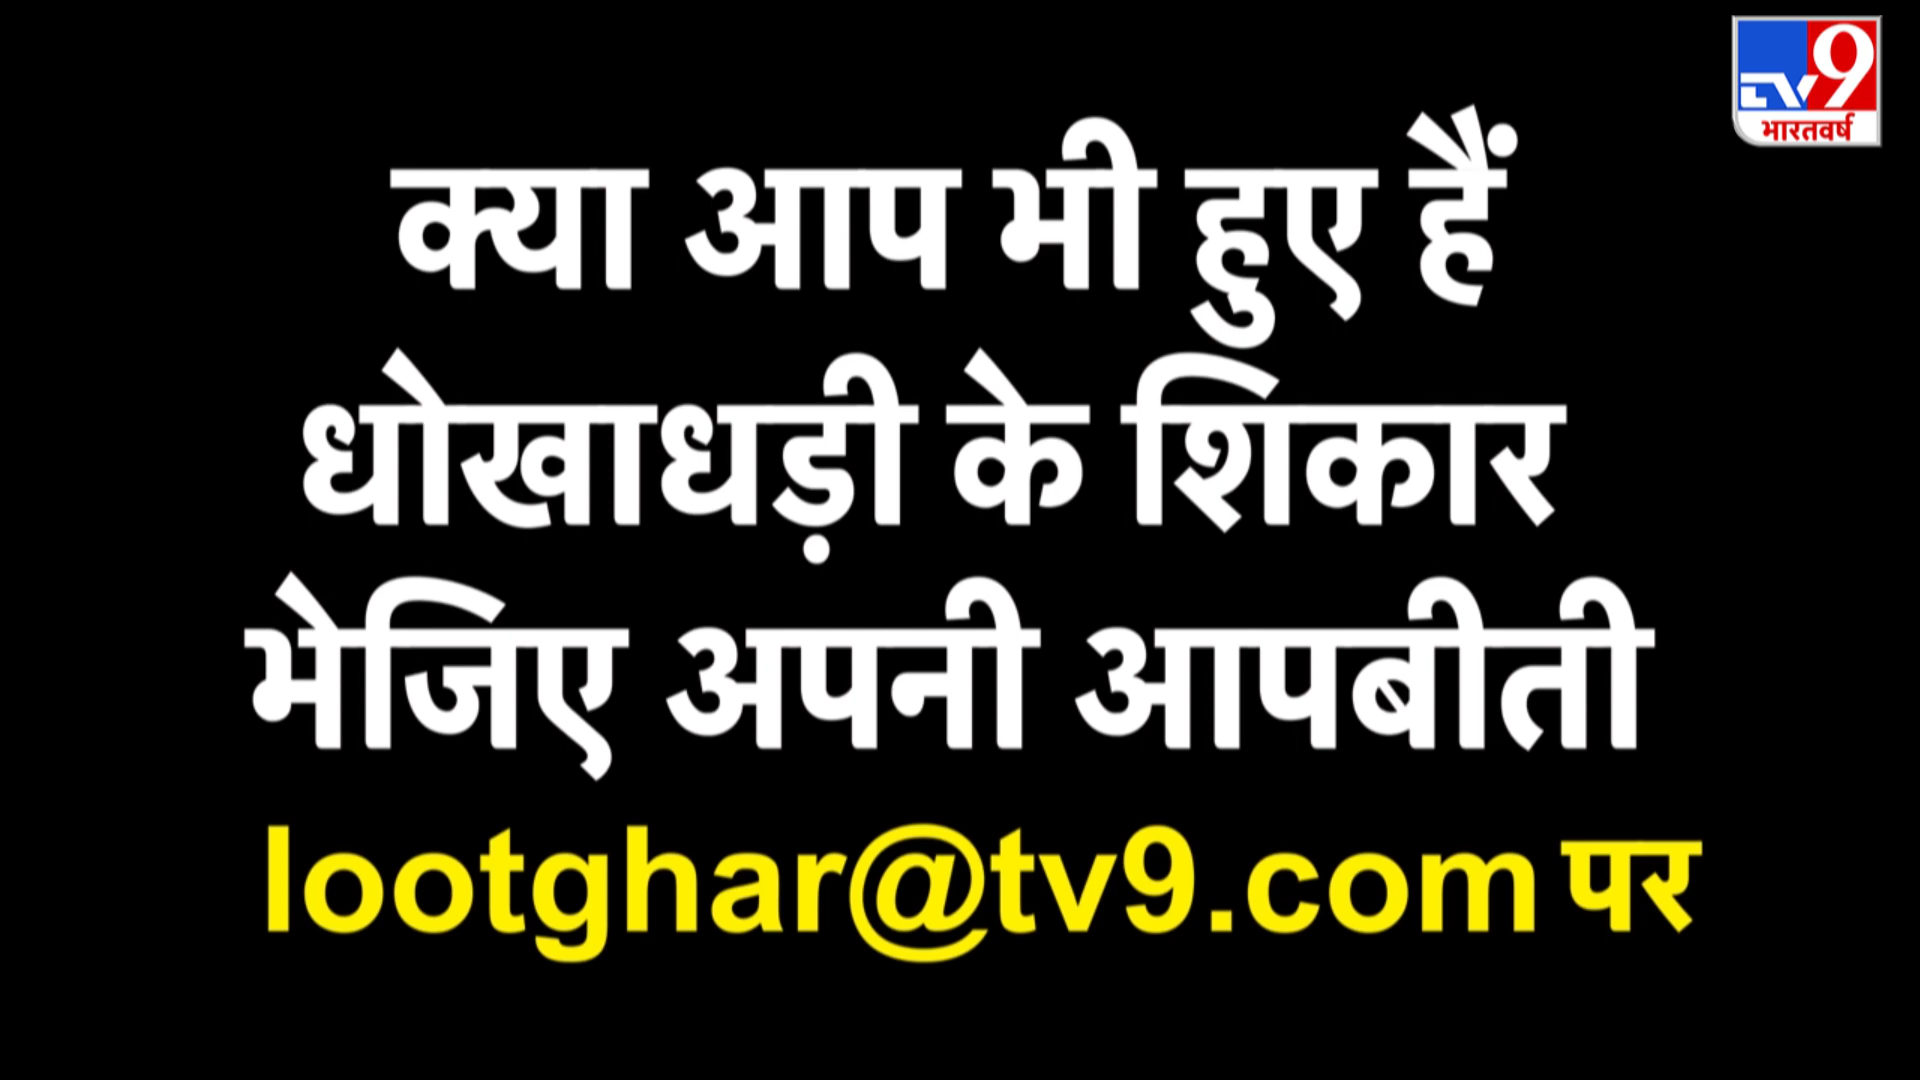 TV9
भारतवर्ष
क्या आप भी हुए हैं
धोखाधड़ी के शिकार
भेजिए अपनी आपबीती
lootghar@tv9.com पर